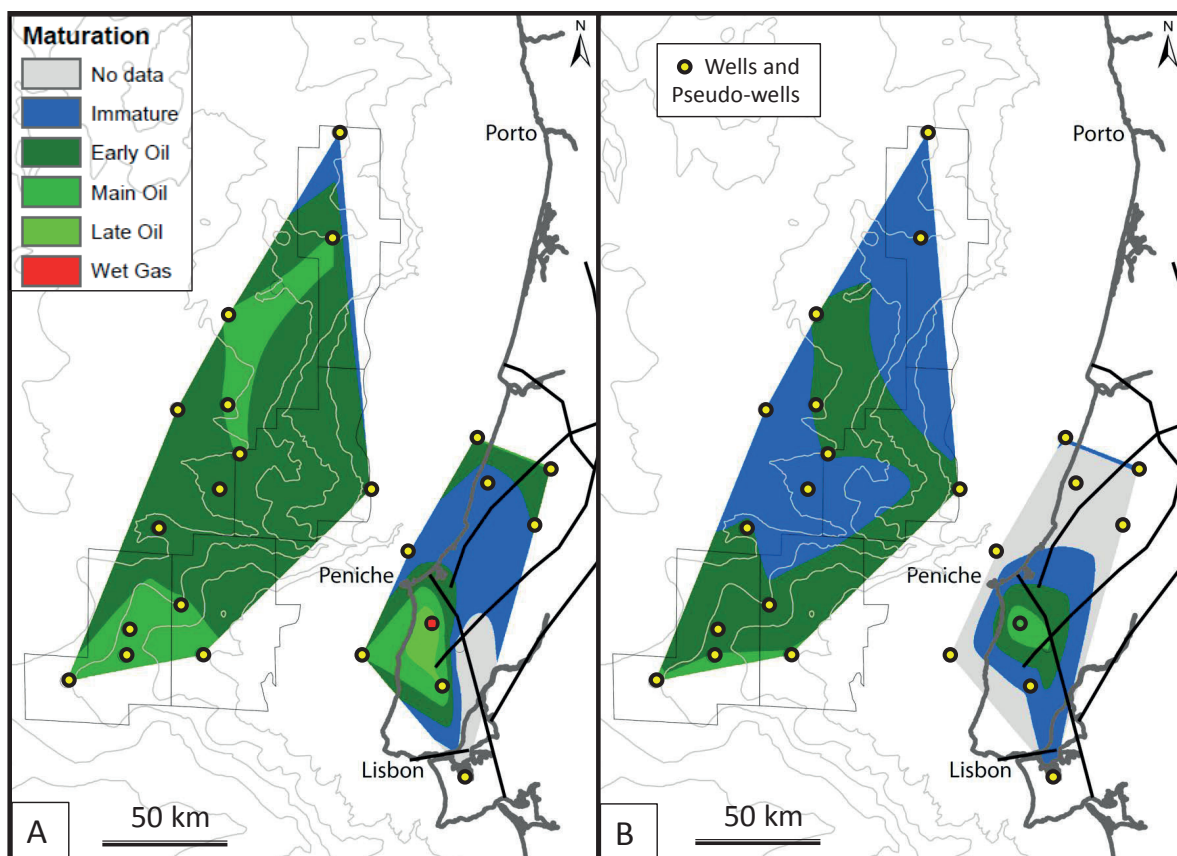 Maturation
No data
Immature
Early Oil
Main Oil
Late Oil
Wet Gas
N
Porto
Peniche
Lisbon
A
50 km
Wells and
Pseudo-wells
N
Porto
Peniche
Lisbon
B
50 km